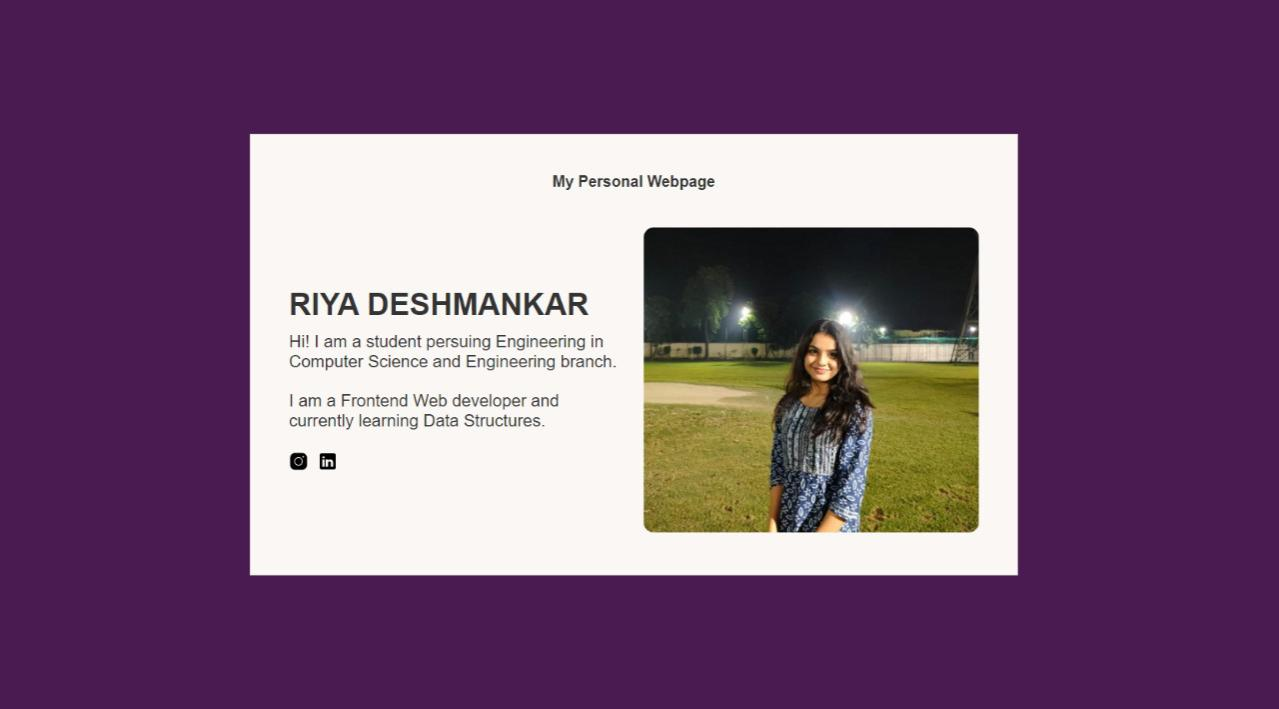 My Personal Webpage
RIYA DESHMANKAR
Hi! I am a student persuing Engineering in
Computer Science and Engineering branch.
I am a Frontend Web developer and
currently learning Data Structures.
in